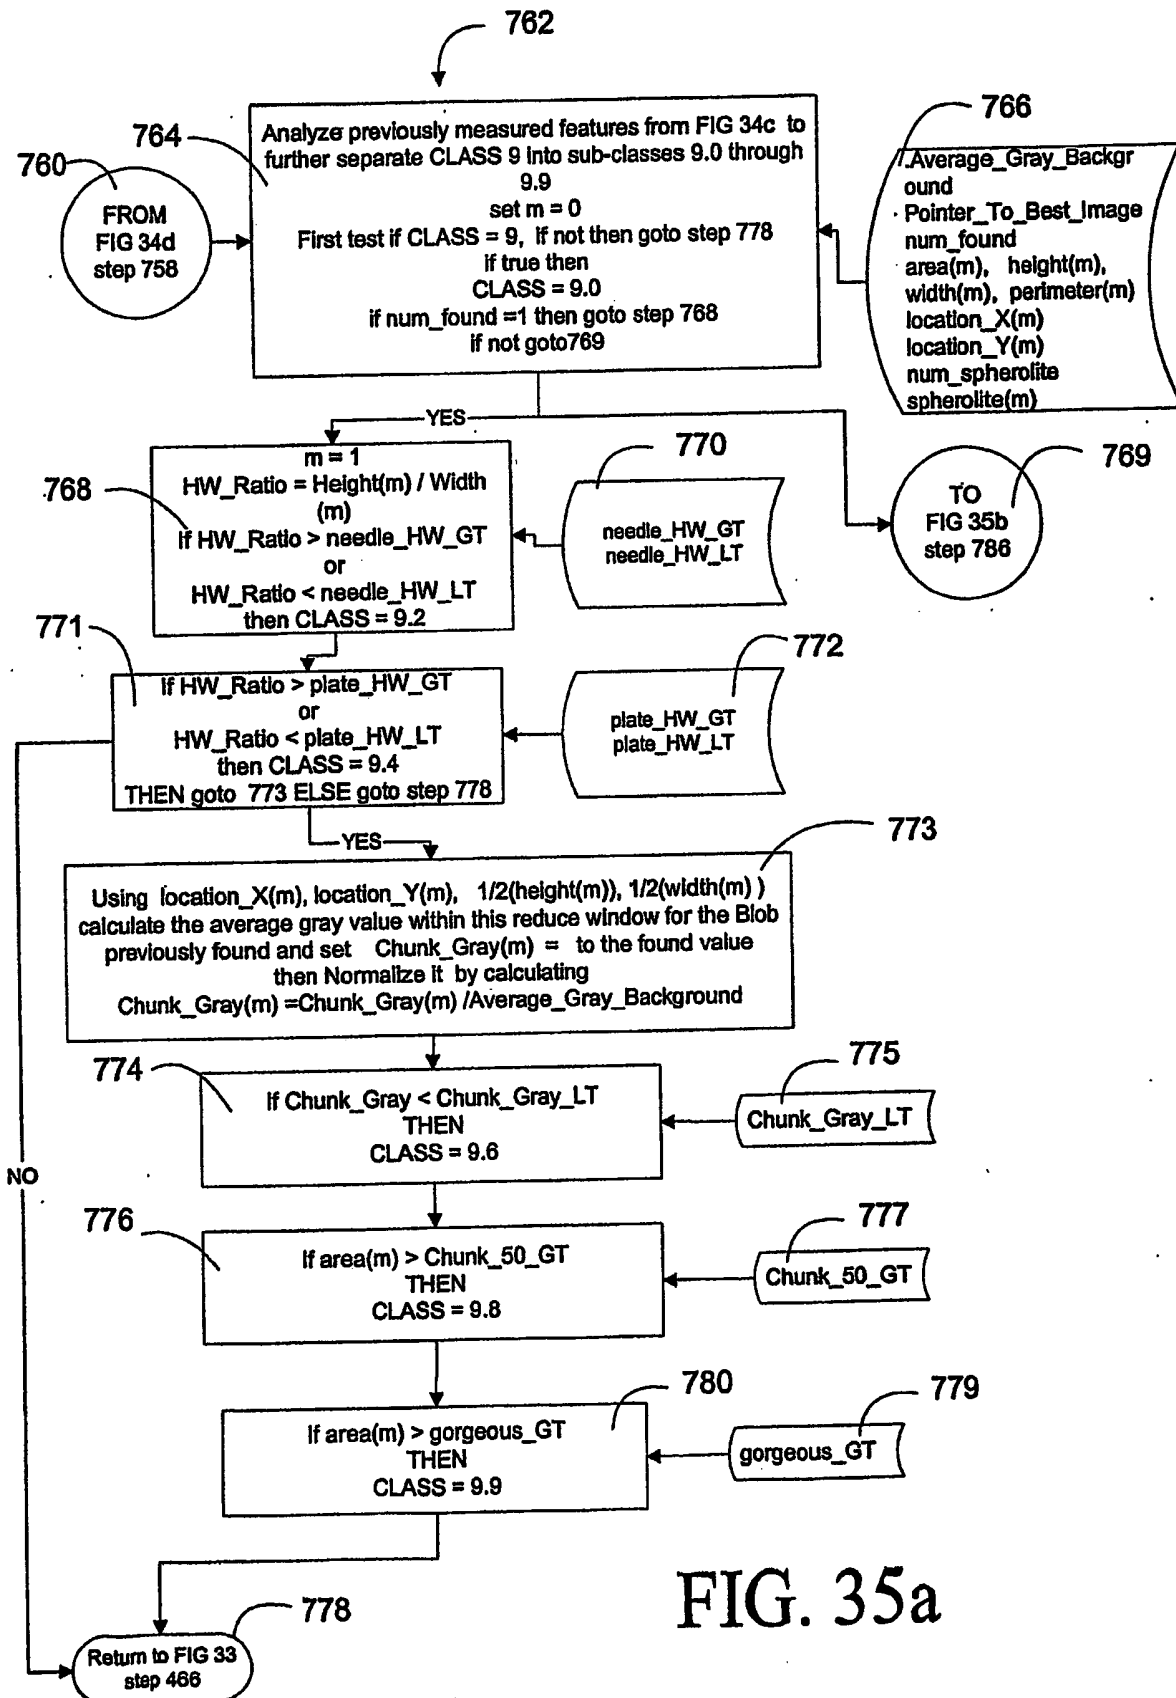 762
764
Analyze previously measured features from FIG 34c to
further separate CLASS 9 into sub-classes 9.0 through
9.9
set m = 0
First test if CLASS = 9, If not then goto step 778
if true then
CLASS = 9.0
if num_found =1 then goto step 768
if not goto769
760
FROM
FIG 34d
step 758
766
.Average_Gray_Backgr
ound
Pointer_To_Best_Image
num_found
area(m), height(m),
width(m), perimeter(m)
location_X(m)
location_Y(m)
num_spherolite
spherolite(m)
YES
768
m = 1
HW_Ratio = Height(m) / Width
(m)
If HW_Ratio > needle_HW_GT
or
HW_Ratio < needle_HW_LT
then CLASS = 9.2
770
needle_HW_GT
needle_HW_LT
769
TO
FIG 35b
step 786
771
If HW_Ratio > plate_HW_GT
or
HW_Ratio < plate_HW_LT
then CLASS = 9.4
THEN goto 773 ELSE goto step 778
772
plate_HW_GT
plate_HW_LT
YES
773
Using location_X(m), location_Y(m), 1/2(height(m)), 1/2(width(m) )
calculate the average gray value within this reduce window for the Blob
previously found and set Chunk_Gray(m) = to the found value
then Normalize it by calculating
Chunk_Gray(m) =Chunk_Gray(m) /Average_Gray_Background
774
If Chunk_Gray < Chunk_Gray_LT
THEN
CLASS = 9.6
775
Chunk_Gray_LT
NO
776
If area(m) > Chunk_50_GT
THEN
CLASS = 9.8
777
Chunk_50_GT
780
If area(m) > gorgeous_GT
THEN
CLASS = 9.9
779
gorgeous_GT
778
Return to FIG 33
step 466
FIG. 35a